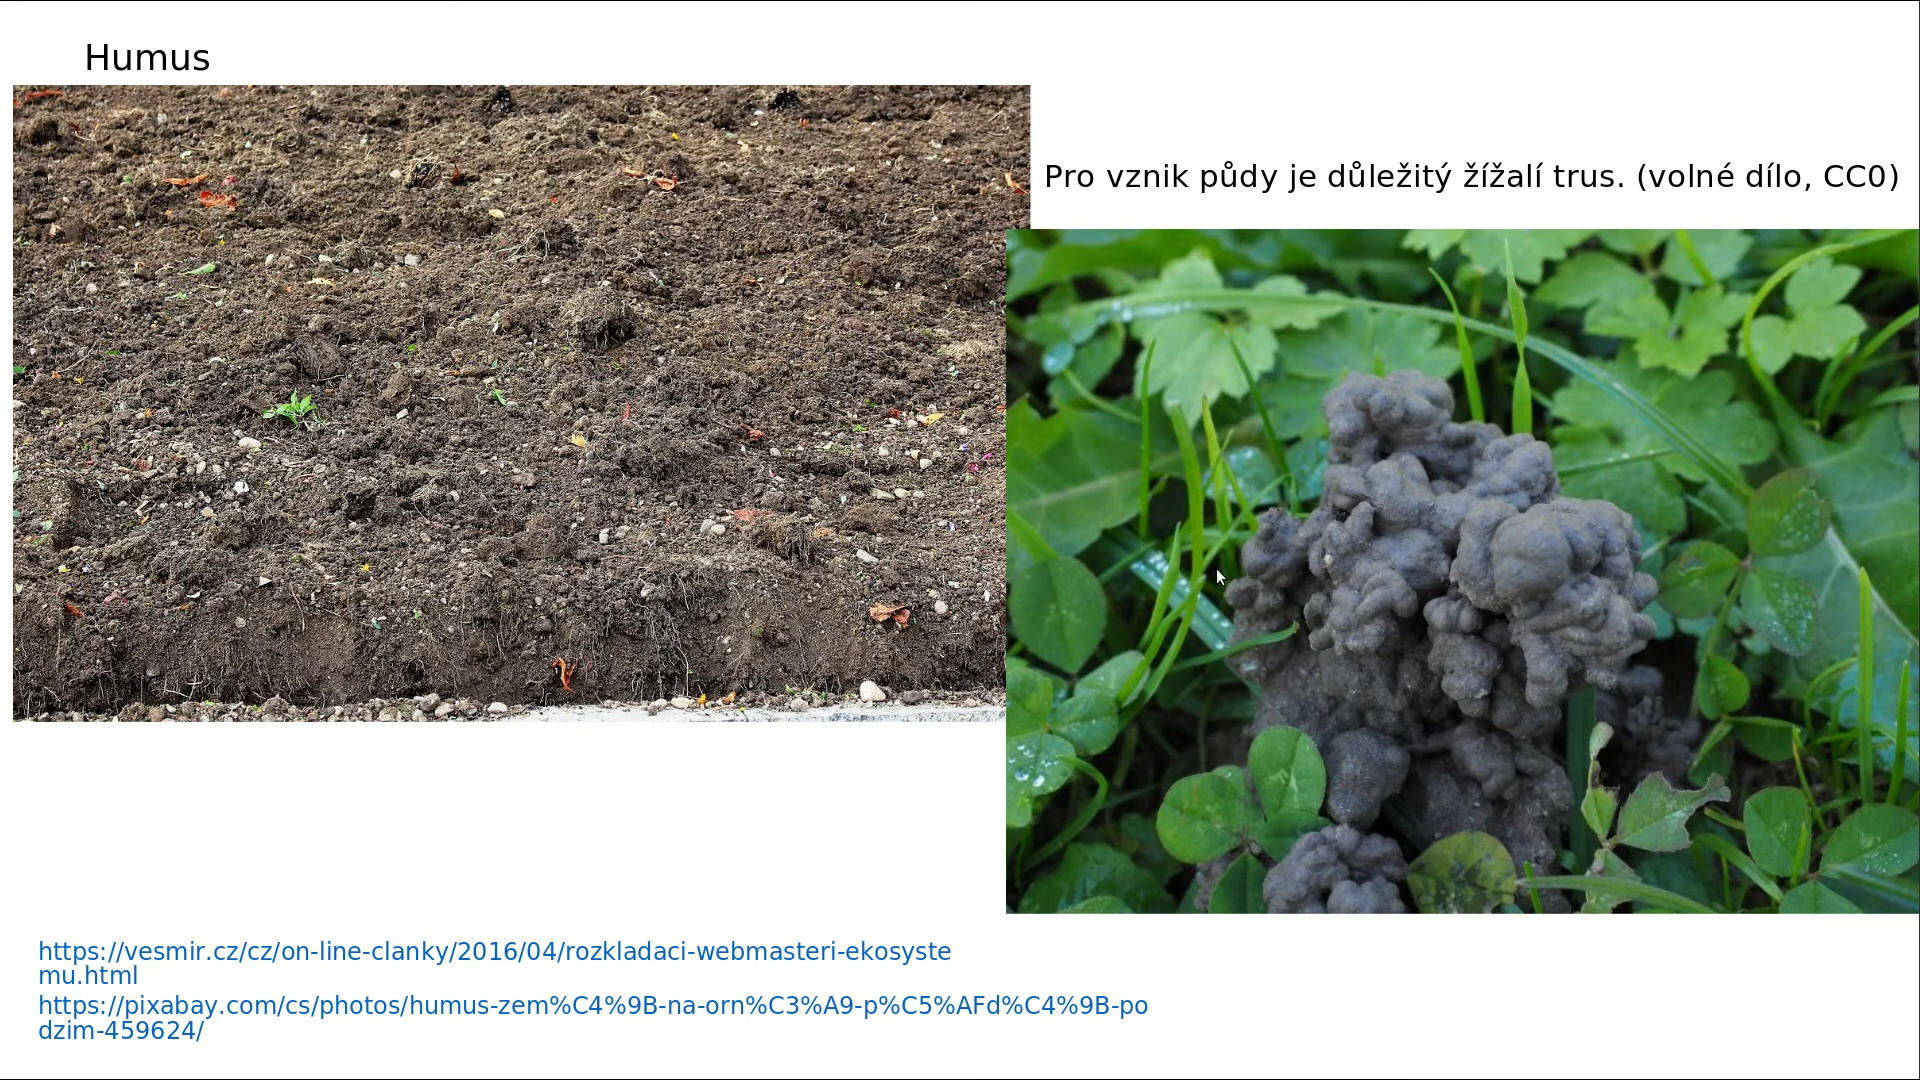 Humus
Pro vznik půdy je důležitý žížalí trus. (volné dílo, CC0)
https://vesmir.cz/cz/on-line-clanky/2016/04/rozkladaci-webmasteri-ekosyste
mu.html
https://pixabay.com/cs/photos/humus-zem%C4%9B-na-orn%C3%A9-p%C5%AFd%C4%9B-po
dzim-459624/